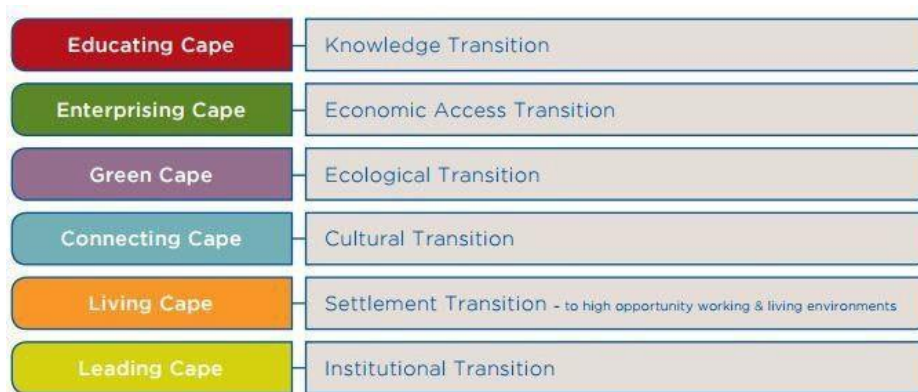 Educating Cape
Knowledge Transition
Enterprising Cape
Economic Access Transition
Green Cape
Ecological Transition
Connecting Cape
Cultural Transition
Living Cape
Settlement Transition - to high opportunity working & living environments
Leading Cape
Institutional Transition